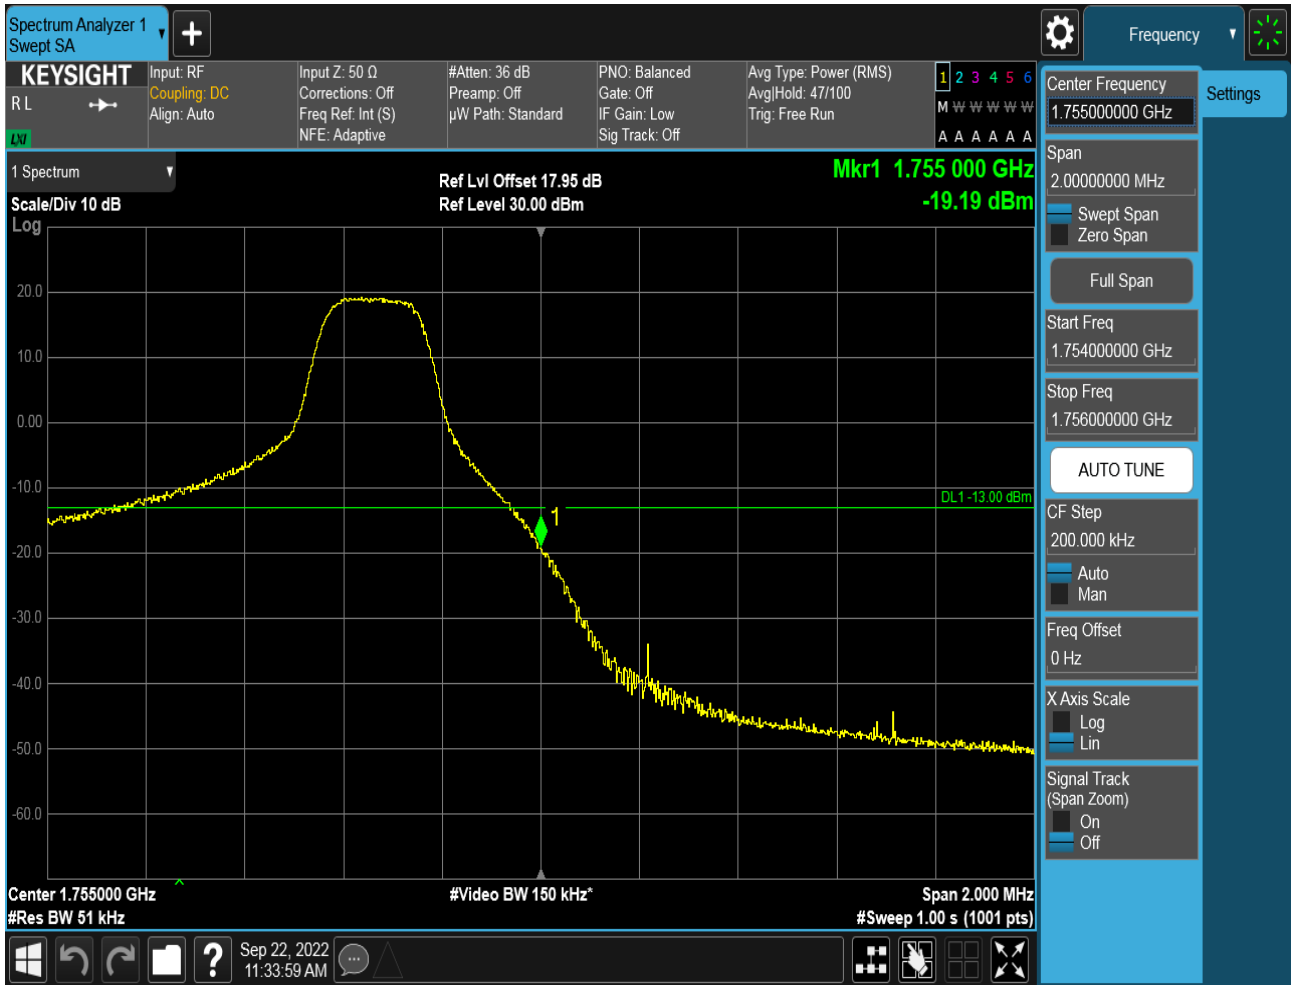 Spectrum Analyzer 1
Swept SA
Frequency
KEYSIGHT
R L
LXI
Input: RF
Coupling: DC
Align: Auto
Input Z: 50 Ω
Corrections: Off
Freq Ref: Int (S)
NFE: Adaptive
#Atten: 36 dB
Preamp: Off
µW Path: Standard
PNO: Balanced
Gate: Off
IF Gain: Low
Sig Track: Off
Avg Type: Power (RMS)
Avg|Hold: 47/100
Trig: Free Run
1 2 3 4 5 6
M W W W W W
A A A A A A
1 Spectrum
Scale/Div 10 dB
Log
Ref Lvl Offset 17.95 dB
Ref Level 30.00 dBm
Mkr1 1.755 000 GHz
-19.19 dBm
20.0
10.0
0.00
-10.0
-20.0
-30.0
-40.0
-50.0
-60.0
DL1 -13.00 dBm
1
Center 1.755000 GHz
#Res BW 51 kHz
#Video BW 150 kHz*
Span 2.000 MHz
#Sweep 1.00 s (1001 pts)
Center Frequency
1.755000000 GHz
Settings
Span
2.00000000 MHz
Swept Span
Zero Span
Full Span
Start Freq
1.754000000 GHz
Stop Freq
1.756000000 GHz
AUTO TUNE
CF Step
200.000 kHz
Auto
Man
Freq Offset
0 Hz
X Axis Scale
Log
Lin
Signal Track
(Span Zoom)
On
Off
?
Sep 22, 2022
11:33:59 AM